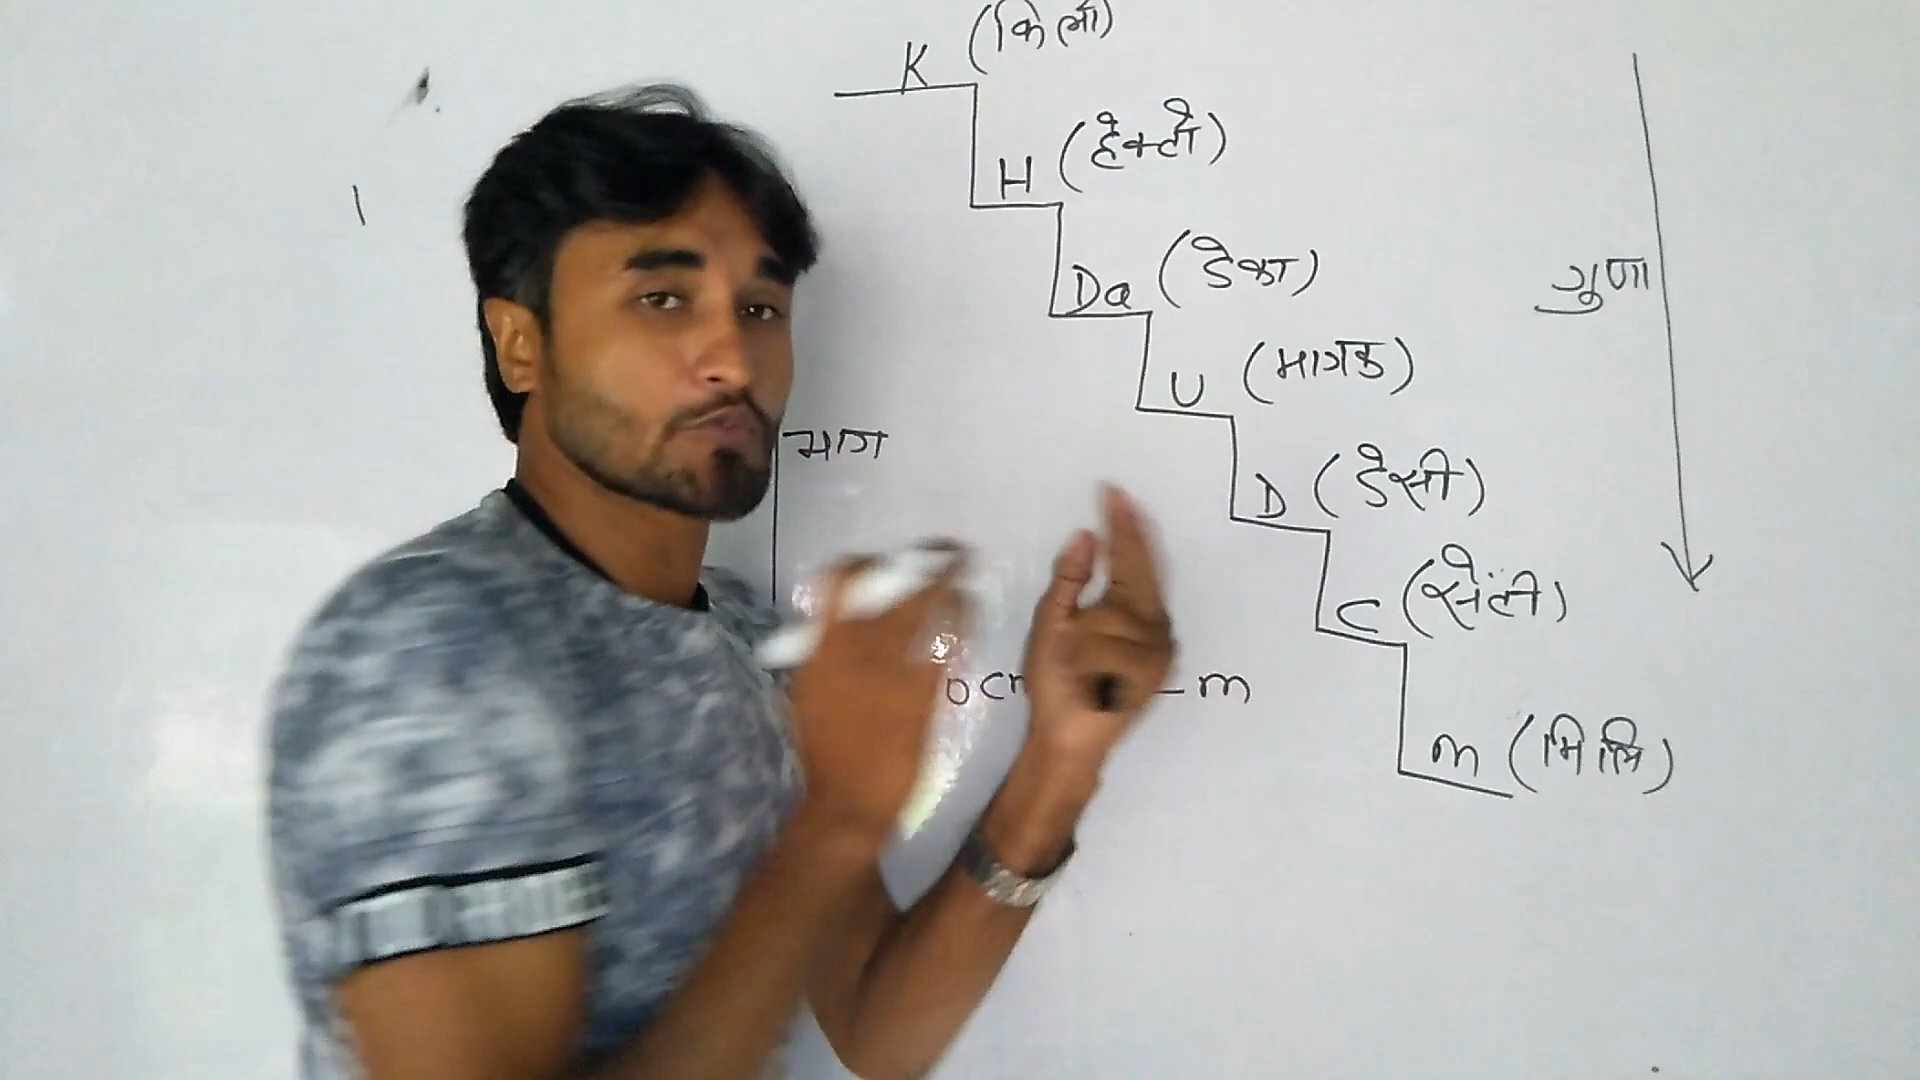 K (किलो)
H (हेक्टो)
Da (डेका)
गुणा
U (मात्रक)
भाग
D (डेसी)
C (सेंटी)
m
m (मिलि)